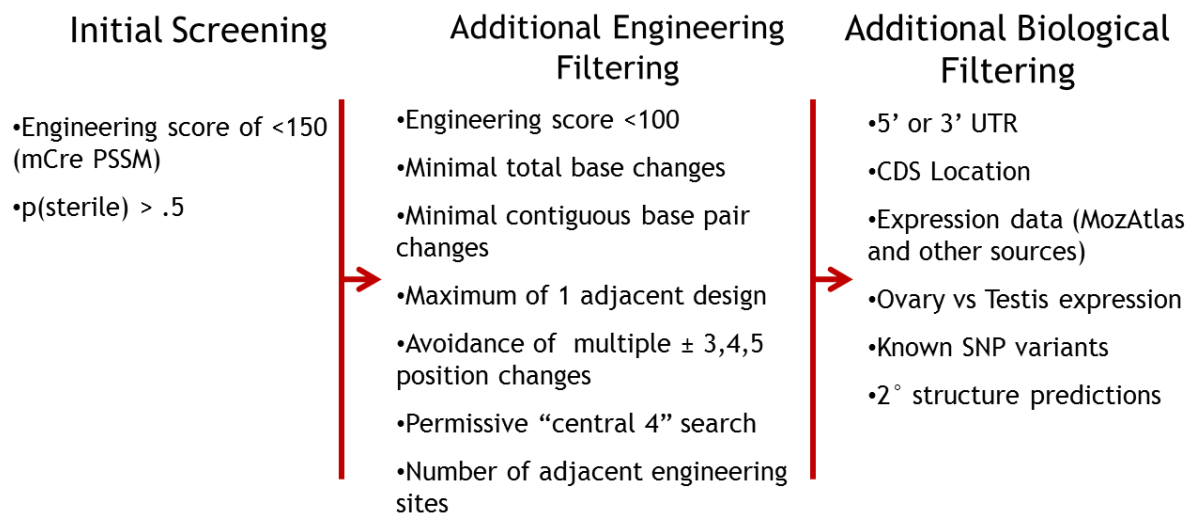 Initial Screening
•Engineering score of <150
(mCre PSSM)
•p(sterile) > .5
Additional Engineering
Filtering
•Engineering score <100
•Minimal total base changes
•Minimal contiguous base pair
changes
•Maximum of 1 adjacent design
•Avoidance of  multiple ± 3,4,5
position changes
•Permissive “central 4” search
•Number of adjacent engineering
sites
Additional Biological
Filtering
•5’ or 3’ UTR
•CDS Location
•Expression data (MozAtlas
and other sources)
•Ovary vs Testis expression
•Known SNP variants
•2° structure predictions